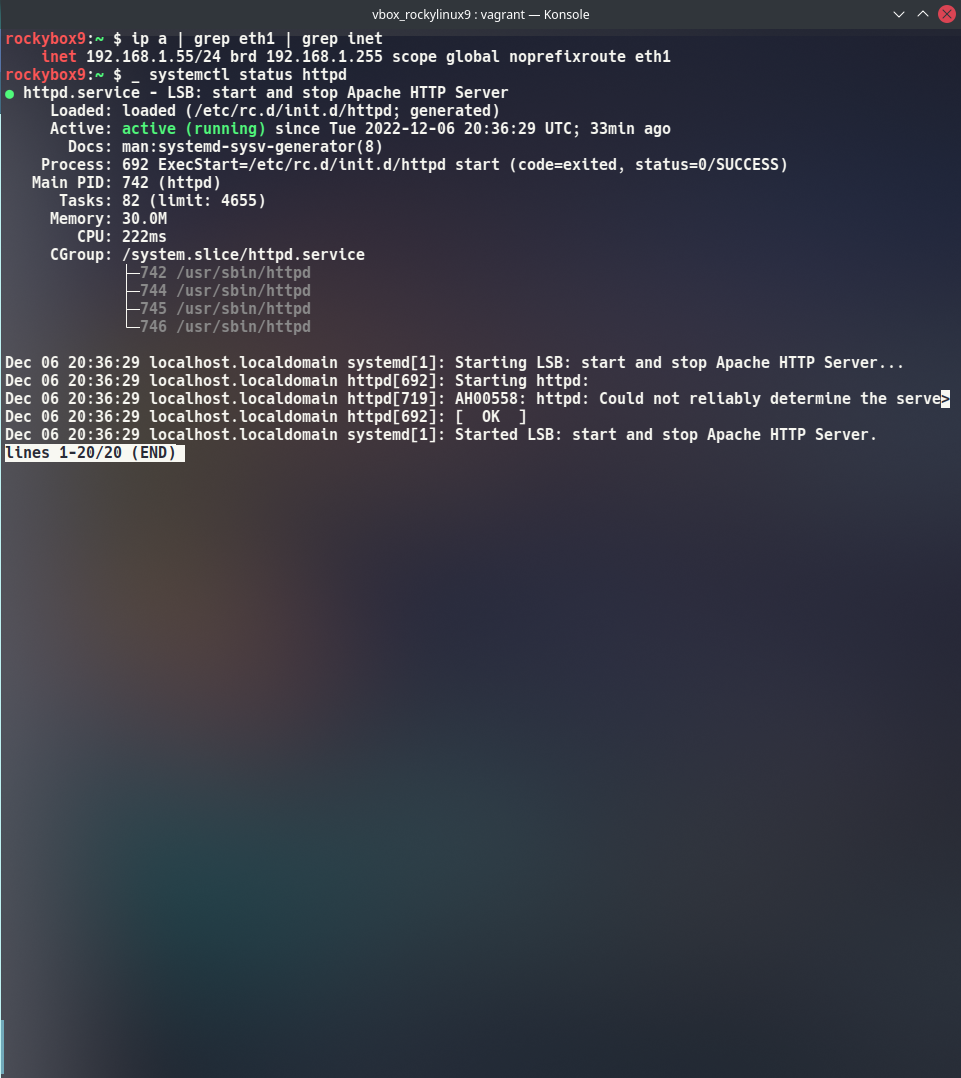 vbox_rockylinux9 : vagrant — Konsole
rockybox9:~ $ ip a | grep eth1 | grep inet
    inet 192.168.1.55/24 brd 192.168.1.255 scope global noprefixroute eth1
rockybox9:~ $ _ systemctl status httpd
● httpd.service - LSB: start and stop Apache HTTP Server
     Loaded: loaded (/etc/rc.d/init.d/httpd; generated)
     Active: active (running) since Tue 2022-12-06 20:36:29 UTC; 33min ago
       Docs: man:systemd-sysv-generator(8)
    Process: 692 ExecStart=/etc/rc.d/init.d/httpd start (code=exited, status=0/SUCCESS)
   Main PID: 742 (httpd)
      Tasks: 82 (limit: 4655)
     Memory: 30.0M
        CPU: 222ms
     CGroup: /system.slice/httpd.service
             ├─742 /usr/sbin/httpd
             ├─744 /usr/sbin/httpd
             ├─745 /usr/sbin/httpd
             └─746 /usr/sbin/httpd
Dec 06 20:36:29 localhost.localdomain systemd[1]: Starting LSB: start and stop Apache HTTP Server...
Dec 06 20:36:29 localhost.localdomain httpd[692]: Starting httpd:
Dec 06 20:36:29 localhost.localdomain httpd[719]: AH00558: httpd: Could not reliably determine the serve>
Dec 06 20:36:29 localhost.localdomain httpd[692]: [  OK  ]
Dec 06 20:36:29 localhost.localdomain systemd[1]: Started LSB: start and stop Apache HTTP Server.
lines 1-20/20 (END)